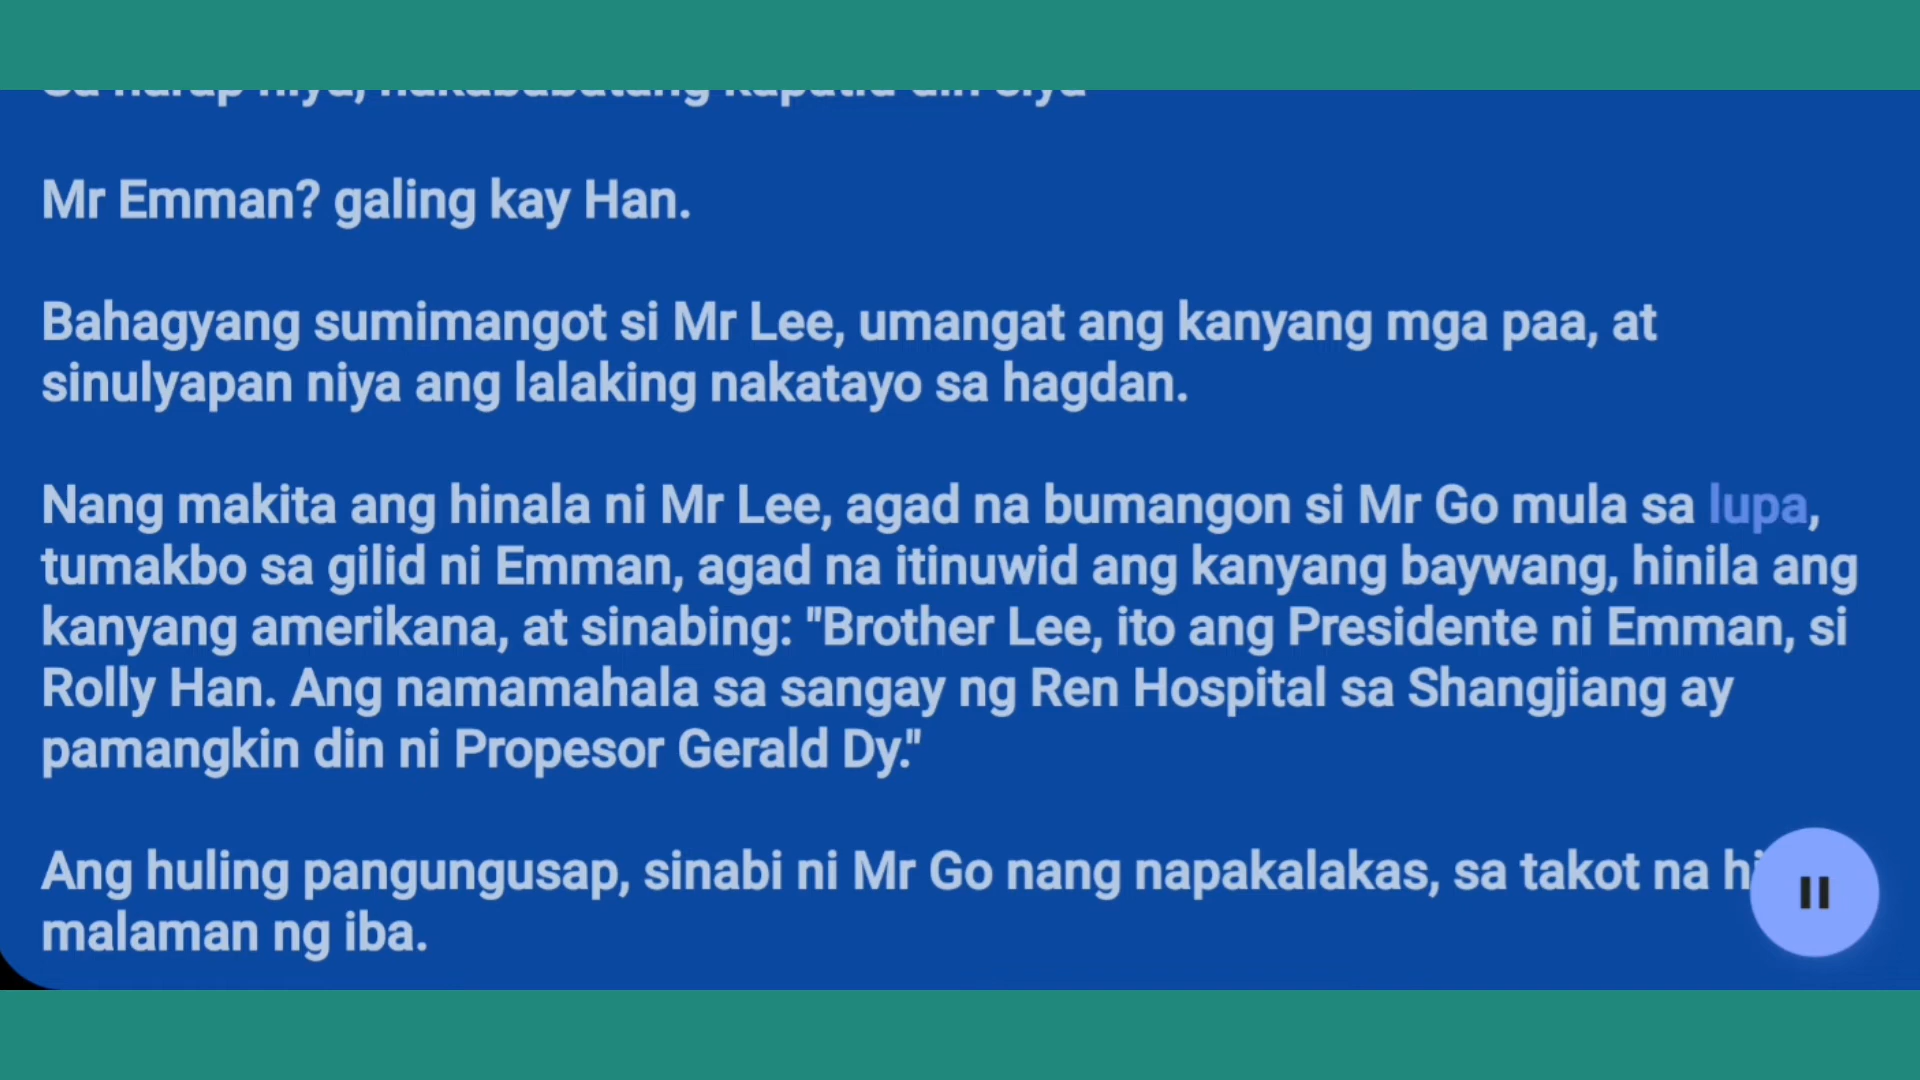 niya, nakababatang kapatid din siya
Mr Emman? galing kay Han.
Bahagyang sumimangot si Mr Lee, umangat ang kanyang mga paa, at
sinulyapan niya ang lalaking nakatayo sa hagdan.
Nang makita ang hinala ni Mr Lee, agad na bumangon si Mr Go mula sa lupa,
tumakbo sa gilid ni Emman, agad na itinuwid ang kanyang baywang, hinila ang
kanyang amerikana, at sinabing: "Brother Lee, ito ang Presidente ni Emman, si
Rolly Han. Ang namamahala sa sangay ng Ren Hospital sa Shangjiang ay
pamangkin din ni Propesor Gerald Dy."
Ang huling pangungusap, sinabi ni Mr Go nang napakalakas, sa takot na
malaman ng iba.